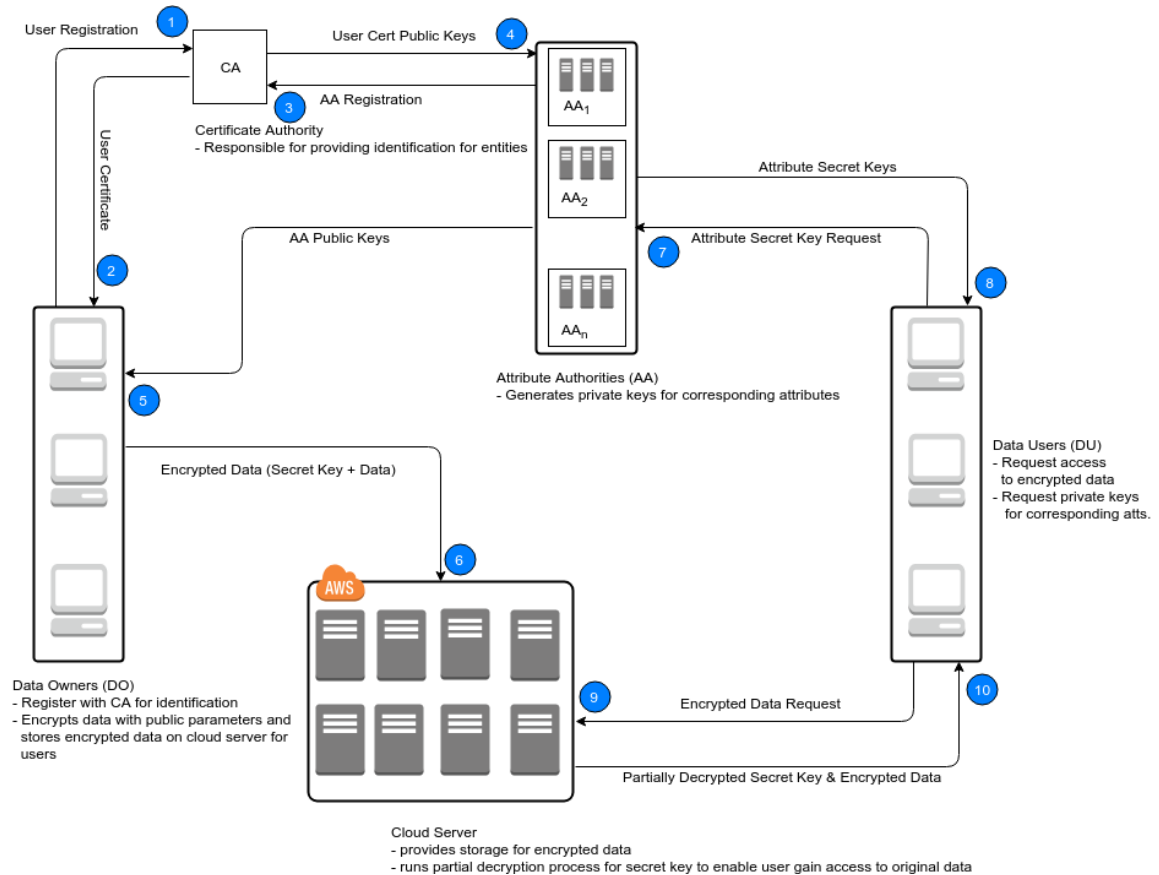 User Registration
1
CA
User Cert Public Keys
4
AA Registration
3
Certificate Authority
- Responsible for providing identification for entities
User Certificate
2
AA1
AA2
AAn
Attribute Secret Keys
AA Public Keys
Attribute Secret Key Request
7
8
5
Attribute Authorities (AA)
- Generates private keys for corresponding attributes
Encrypted Data (Secret Key + Data)
6
Data Users (DU)
- Request access
to encrypted data
- Request private keys
for corresponding atts.
AWS
Data Owners (DO)
- Register with CA for identification
- Encrypts data with public parameters and
stores encrypted data on cloud server for
users
9
Encrypted Data Request
10
Partially Decrypted Secret Key & Encrypted Data
Cloud Server
- provides storage for encrypted data
- runs partial decryption process for secret key to enable user gain access to original data